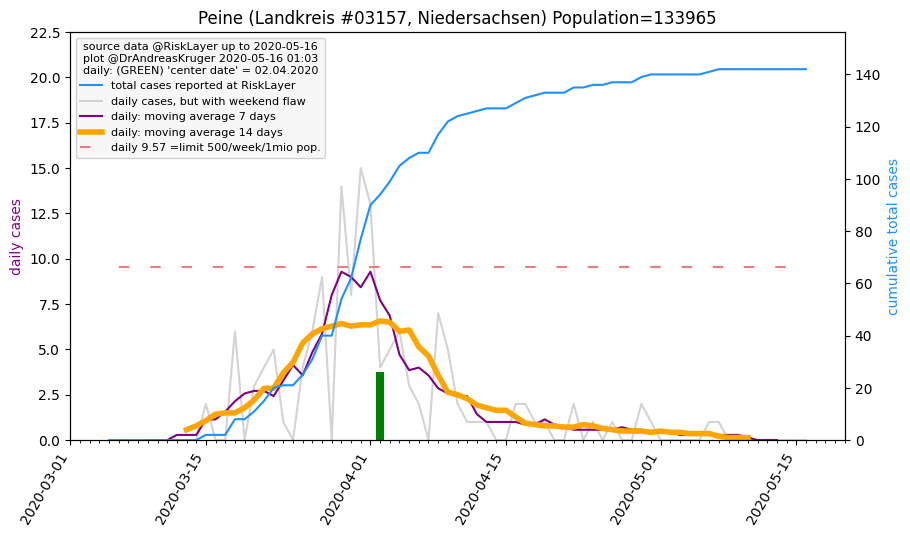 Peine (Landkreis #03157, Niedersachsen) Population=133965
source data @RiskLayer up to 2020-05-16
plot @DrAndreasKruger 2020-05-16 01:03
daily: (GREEN) 'center date' = 02.04.2020
total cases reported at RiskLayer
daily cases, but with weekend flaw
daily: moving average 7 days
daily: moving average 14 days
daily 9.57 =limit 500/week/1mio pop.
22.5
20.0
17.5
15.0
12.5
10.0
7.5
5.0
2.5
0.0
daily cases
140
120
100
80
60
40
20
0
cumulative total cases
2020-03-01
2020-03-15
2020-04-01
2020-04-15
2020-05-01
2020-05-15